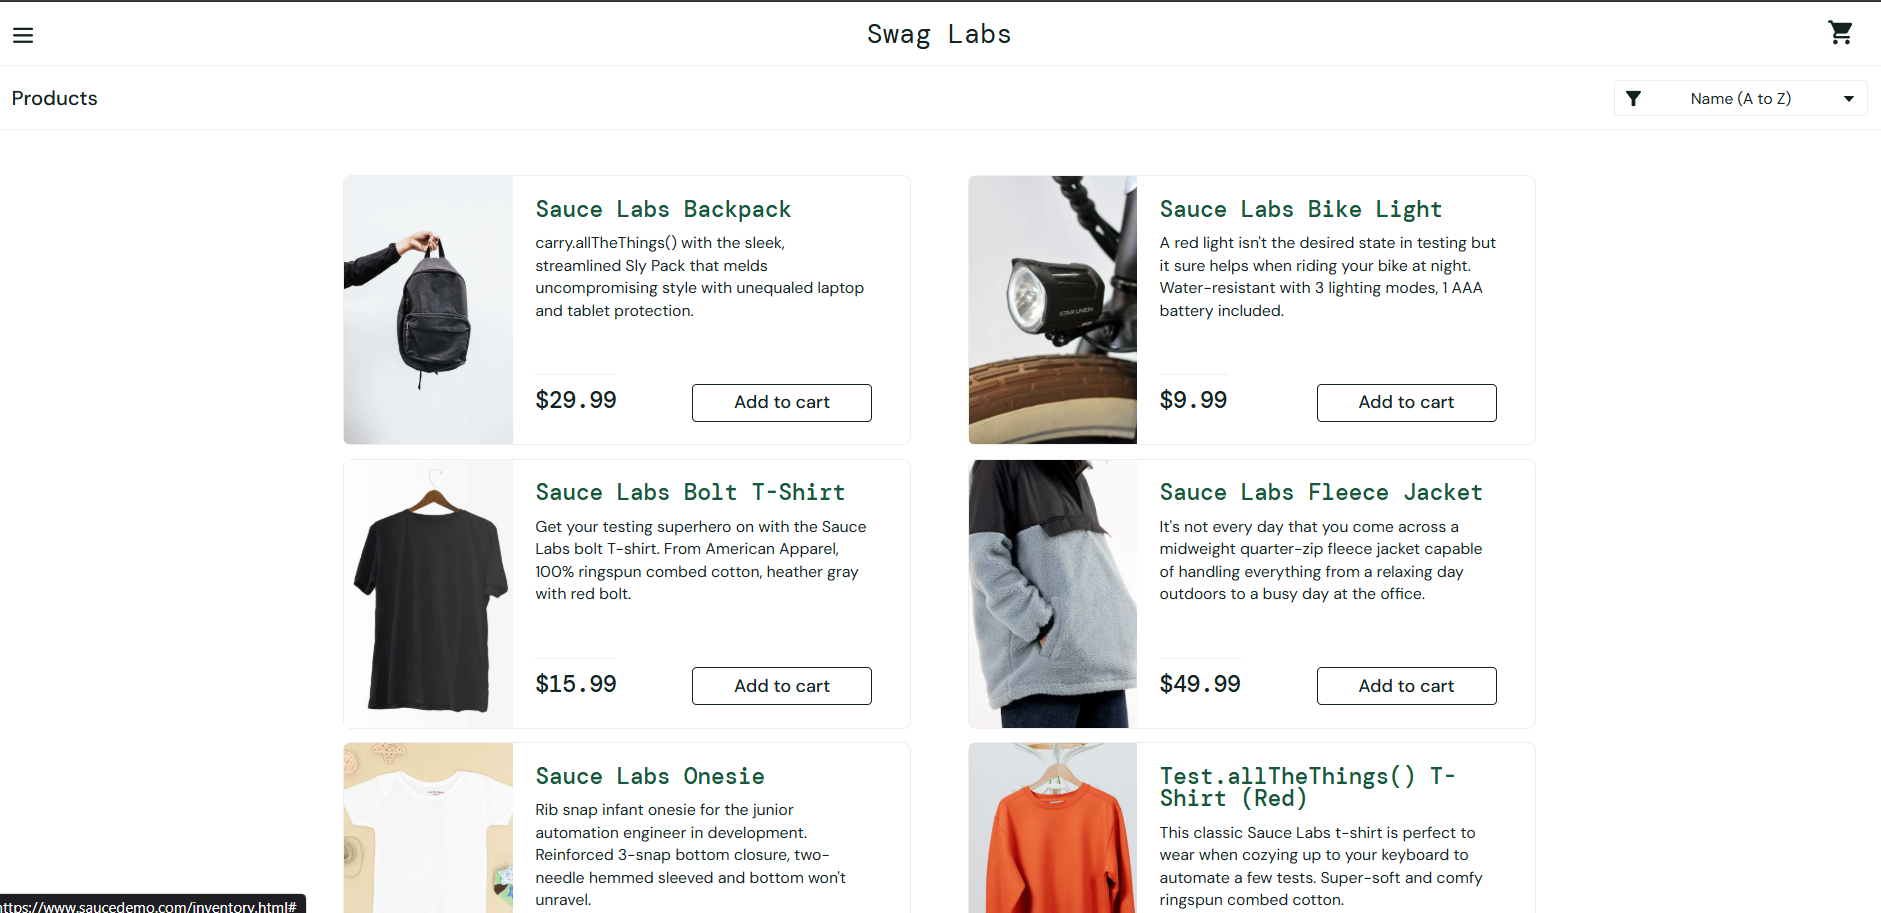 Swag Labs
Products
Name (A to Z)
Sauce Labs Backpack
carry.allTheThings() with the sleek,
streamlined Sly Pack that melds
uncompromising style with unequaled laptop
and tablet protection.
$29.99
Add to cart
Sauce Labs Bike Light
A red light isn't the desired state in testing but
it sure helps when riding your bike at night.
Water-resistant with 3 lighting modes, 1 AAA
battery included.
STAR UNION
$9.99
Add to cart
Sauce Labs Bolt T-Shirt
Get your testing superhero on with the Sauce
Labs bolt T-shirt. From American Apparel,
100% ringspun combed cotton, heather gray
with red bolt.
$15.99
Add to cart
Sauce Labs Fleece Jacket
It's not every day that you come across a
midweight quarter-zip fleece jacket capable
of handling everything from a relaxing day
outdoors to a busy day at the office.
$49.99
Add to cart
Sauce Labs Onesie
Rib snap infant onesie for the junior
automation engineer in development.
Reinforced 3-snap bottom closure, two-
needle hemmed sleeved and bottom won't
unravel.
Test.allTheThings() T-
Shirt (Red)
This classic Sauce Labs t-shirt is perfect to
wear when cozying up to your keyboard to
automate a few tests. Super-soft and comfy
ringspun combed cotton.
https://www.saucedemo.com/inventory.html#